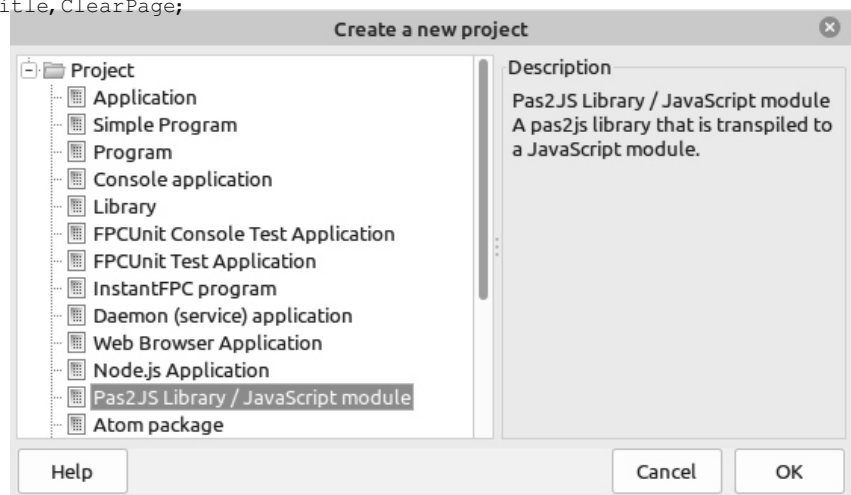 itle,ClearPage;
Create a new project
Project
Application
Simple Program
Program
Console application
Library
FPCUnit Console Test Application
FPCUnit Test Application
InstantFPC program
Daemon (service) application
Web Browser Application
Node.js Application
Pas2JS Library / JavaScript module
Atom package
Description
Pas2JS Library / JavaScript module
A pas2js library that is transpiled to
a JavaScript module.
Help
Cancel
OK